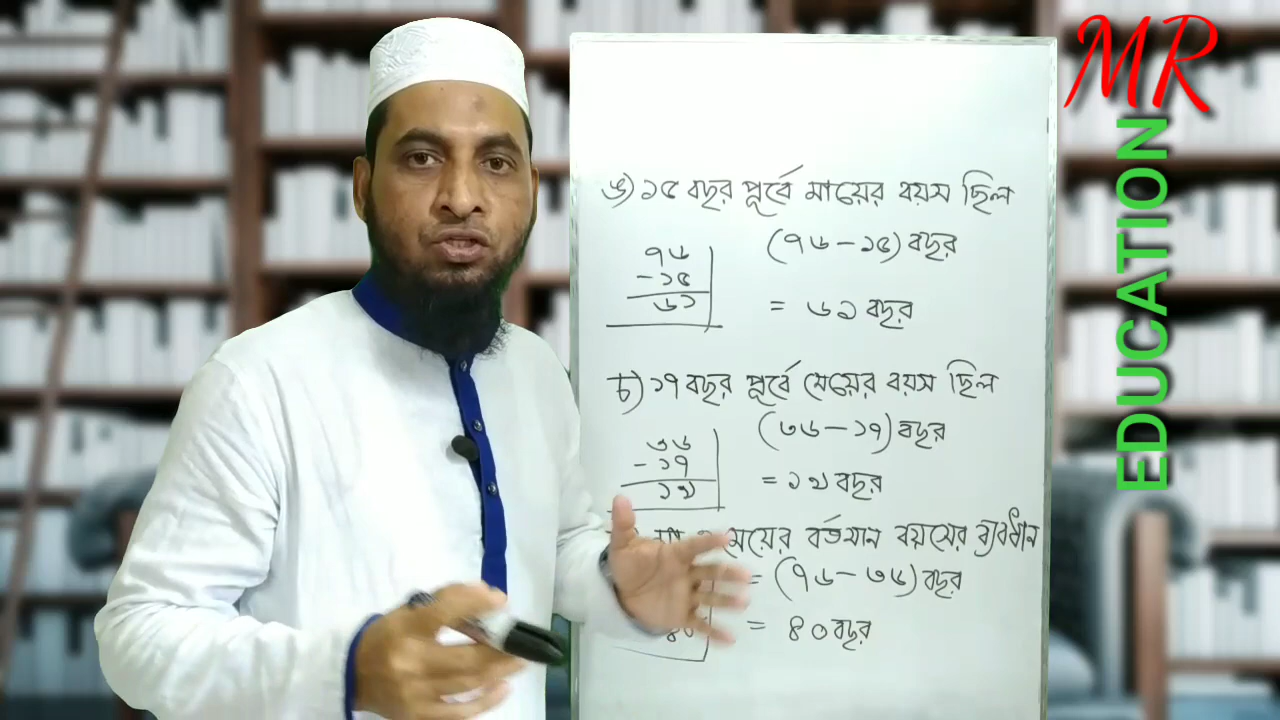 MR
EDUCATION
ঙ) ১৫ বছর পূর্বে মায়ের বয়স ছিল
(৭৬ – ১৫) বছর
৭৬
– ১৫
৬১
= ৬১ বছর
চ) ১৭ বছর পূর্বে মেয়ের বয়স ছিল
(৩৬ – ১৭) বছর
৩৬
– ১৭
১৯
= ১৯ বছর
মেয়ের বর্তমান বয়সের ব্যবধান
= (৭৬ – ৩৬) বছর
= ৪০ বছর